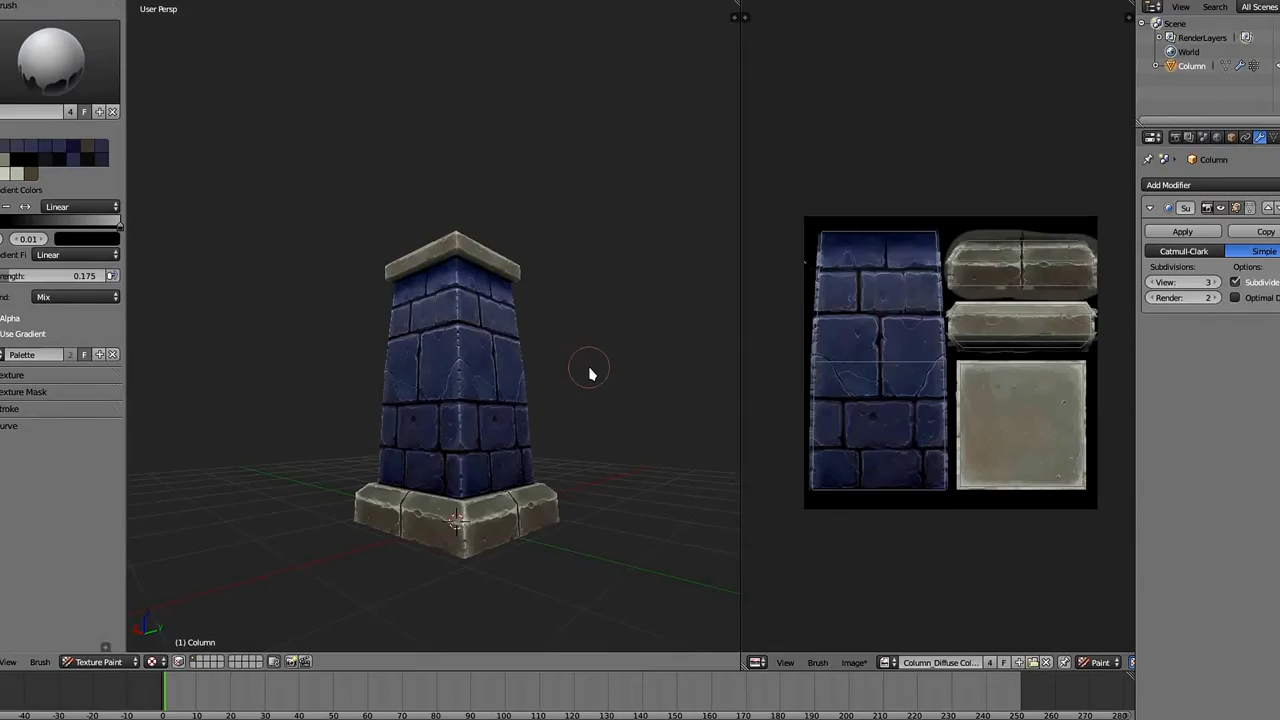 rush
User Persp
View Search All Scenes
Scene
RenderLayers
World
Column
4 F
Column
Add Modifier
dient Colors
Linear
Su
0.01
Apply Copy
dient Fi Linear
Catmull-Clark Simple
rength: 0.175
Subdivisions: Options:
View: 3 Subdivide
Mix
Render: 2 Optimal D
Alpha
Use Gradient
Palette 2 F
exture
exture Mask
troke
urve
(1) Column
View Brush Texture Paint
View Brush Image* Column_Diffuse Col... 4 F Paint
-40 -30 -20 -10 0 10 20 30 40 50 60 70 80 90 100 110 120 130 140 150 160 170 180 190 200 210 220 230 240 250 260 270 280